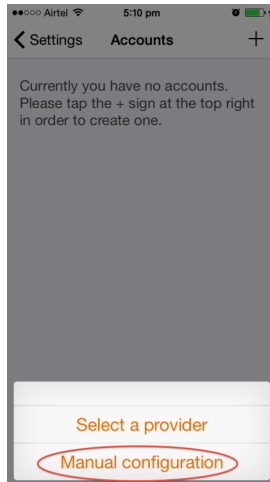 Airtel 5:10 pm
Settings Accounts +
Currently you have no accounts.
Please tap the + sign at the top right
in order to create one.
Select a provider
Manual configuration